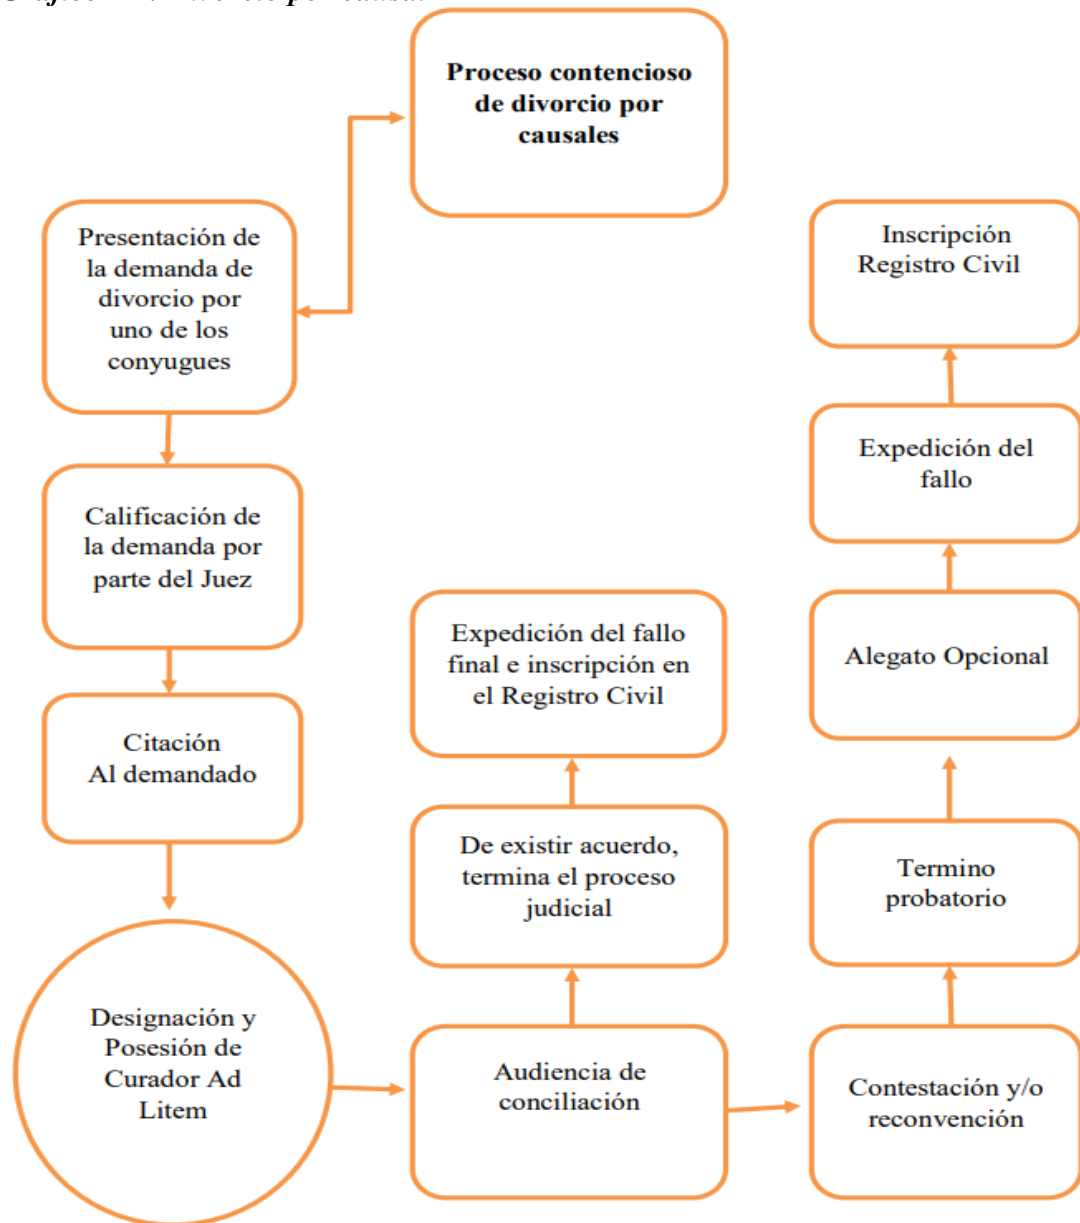 Proceso contencioso
de divorcio por
causales
Presentación de
la demanda de
divorcio por
uno de los
conyugues
Calificación de
la demanda por
parte del Juez
Citación
Al demandado
Designación y
Posesión de
Curador Ad
Litem
Audiencia de
conciliación
De existir acuerdo,
termina el proceso
judicial
Expedición del fallo
final e inscripción en
el Registro Civil
Contestación y/o
reconvención
Termino
probatorio
Alegato Opcional
Expedición del
fallo
Inscripción
Registro Civil